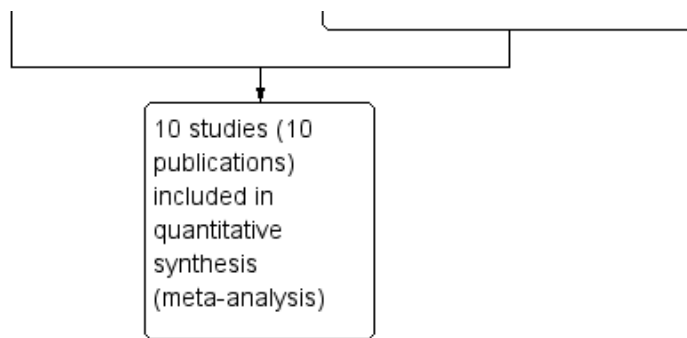 10 studies (10
publications)
included in
quantitative
synthesis
(meta-analysis)